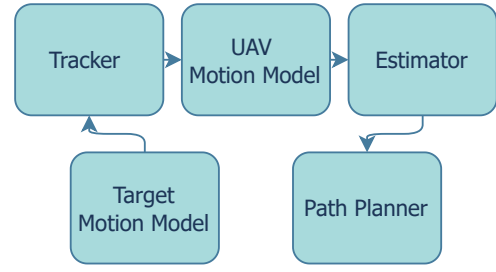 Tracker
UAV
Motion Model
Estimator
Target
Motion Model
Path Planner